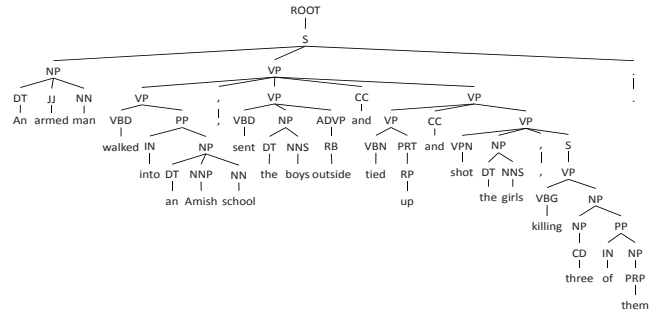 ROOT
S
NP VP .
DT JJ NN VP , VP CC VP .
An armed man VBD PP , VBD NP ADVP and VP CC VP
walked IN NP sent DT NNS RB VBN PRT and VPN NP , S
into DT NNP NN the boys outside tied RP shot DT NNS , VP
an Amish school up the girls VBG NP
killing NP PP
CD IN NP
three of PRP
them